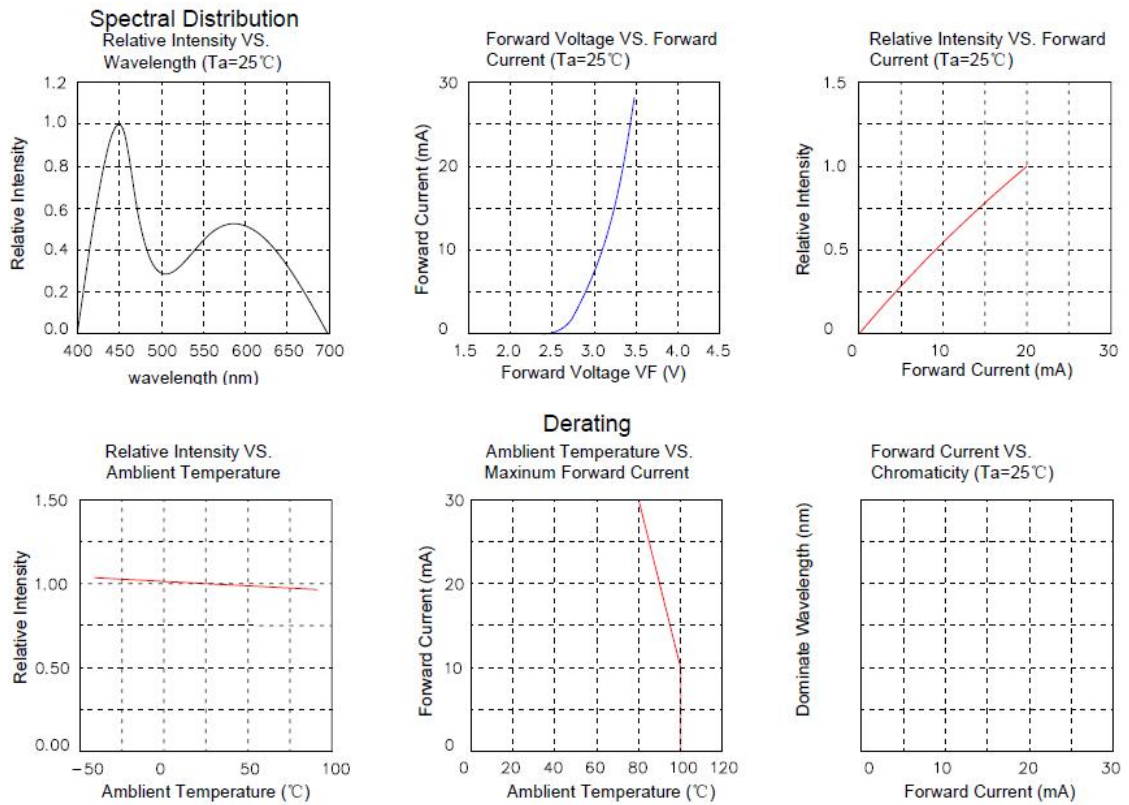 Spectral Distribution
Relative Intensity VS.
Wavelength (Ta=25℃)
1.2
1.0
0.8
0.6
0.4
0.2
0.0
Relative Intensity
400 450 500 550 600 650 700
wavelength (nm)
Forward Voltage VS. Forward
Current (Ta=25℃)
30
20
10
0
Forward Current (mA)
1.5 2.0 2.5 3.0 3.5 4.0 4.5
Forward Voltage VF (V)
Relative Intensity VS. Forward
Current (Ta=25℃)
1.5
1.0
0.5
0
Relative Intensity
0 10 20 30
Forward Current (mA)
Relative Intensity VS.
Amblient Temperature
1.50
1.00
0.50
0.00
Relative Intensity
−50 0 50 100
Amblient Temperature (℃)
Derating
Amblient Temperature VS.
Maxinum Forward Current
30
20
10
0
Forward Current (mA)
0 20 40 60 80 100 120
Amblient Temperature (℃)
Forward Current VS.
Chromaticity (Ta=25℃)
Dominate Wavelength (nm)
0 10 20 30
Forward Current (mA)